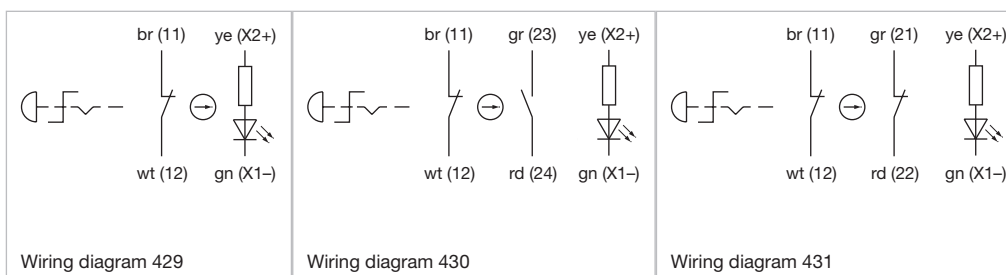 br (11) ye (X2+)
wt (12) gn (X1–)
Wiring diagram 429
br (11) gr (23) ye (X2+)
wt (12) rd (24) gn (X1–)
Wiring diagram 430
br (11) gr (21) ye (X2+)
wt (12) rd (22) gn (X1–)
Wiring diagram 431